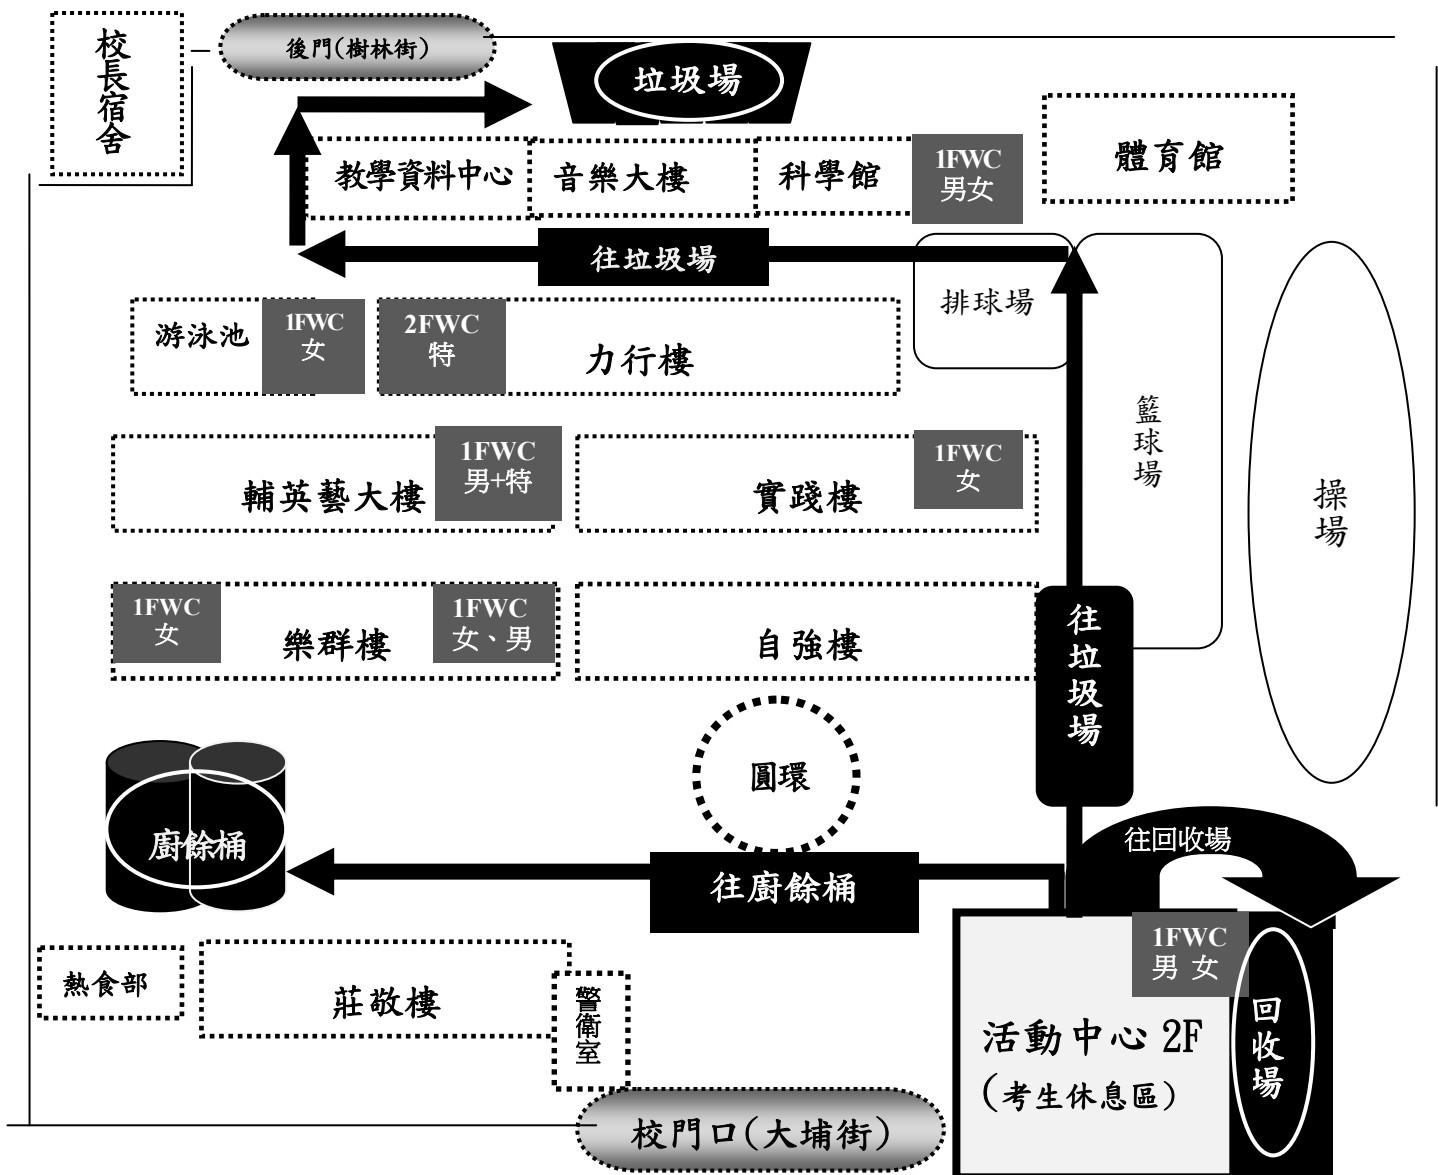 校長宿舍
後門(樹林街)
垃圾場
教學資料中心
音樂大樓
科學館
1FWC
男女
體育館
往垃圾場
排球場
游泳池
1FWC
女
2FWC
特
力行樓
籃球場
操場
輔英藝大樓
1FWC
男+特
實踐樓
1FWC
女
1FWC
女
樂群樓
1FWC
女、男
自強樓
往垃圾場
圓環
廚餘桶
往廚餘桶
往回收場
熱食部
莊敬樓
警衛室
1FWC
男 女
活動中心 2F
(考生休息區)
回收場
校門口(大埔街)